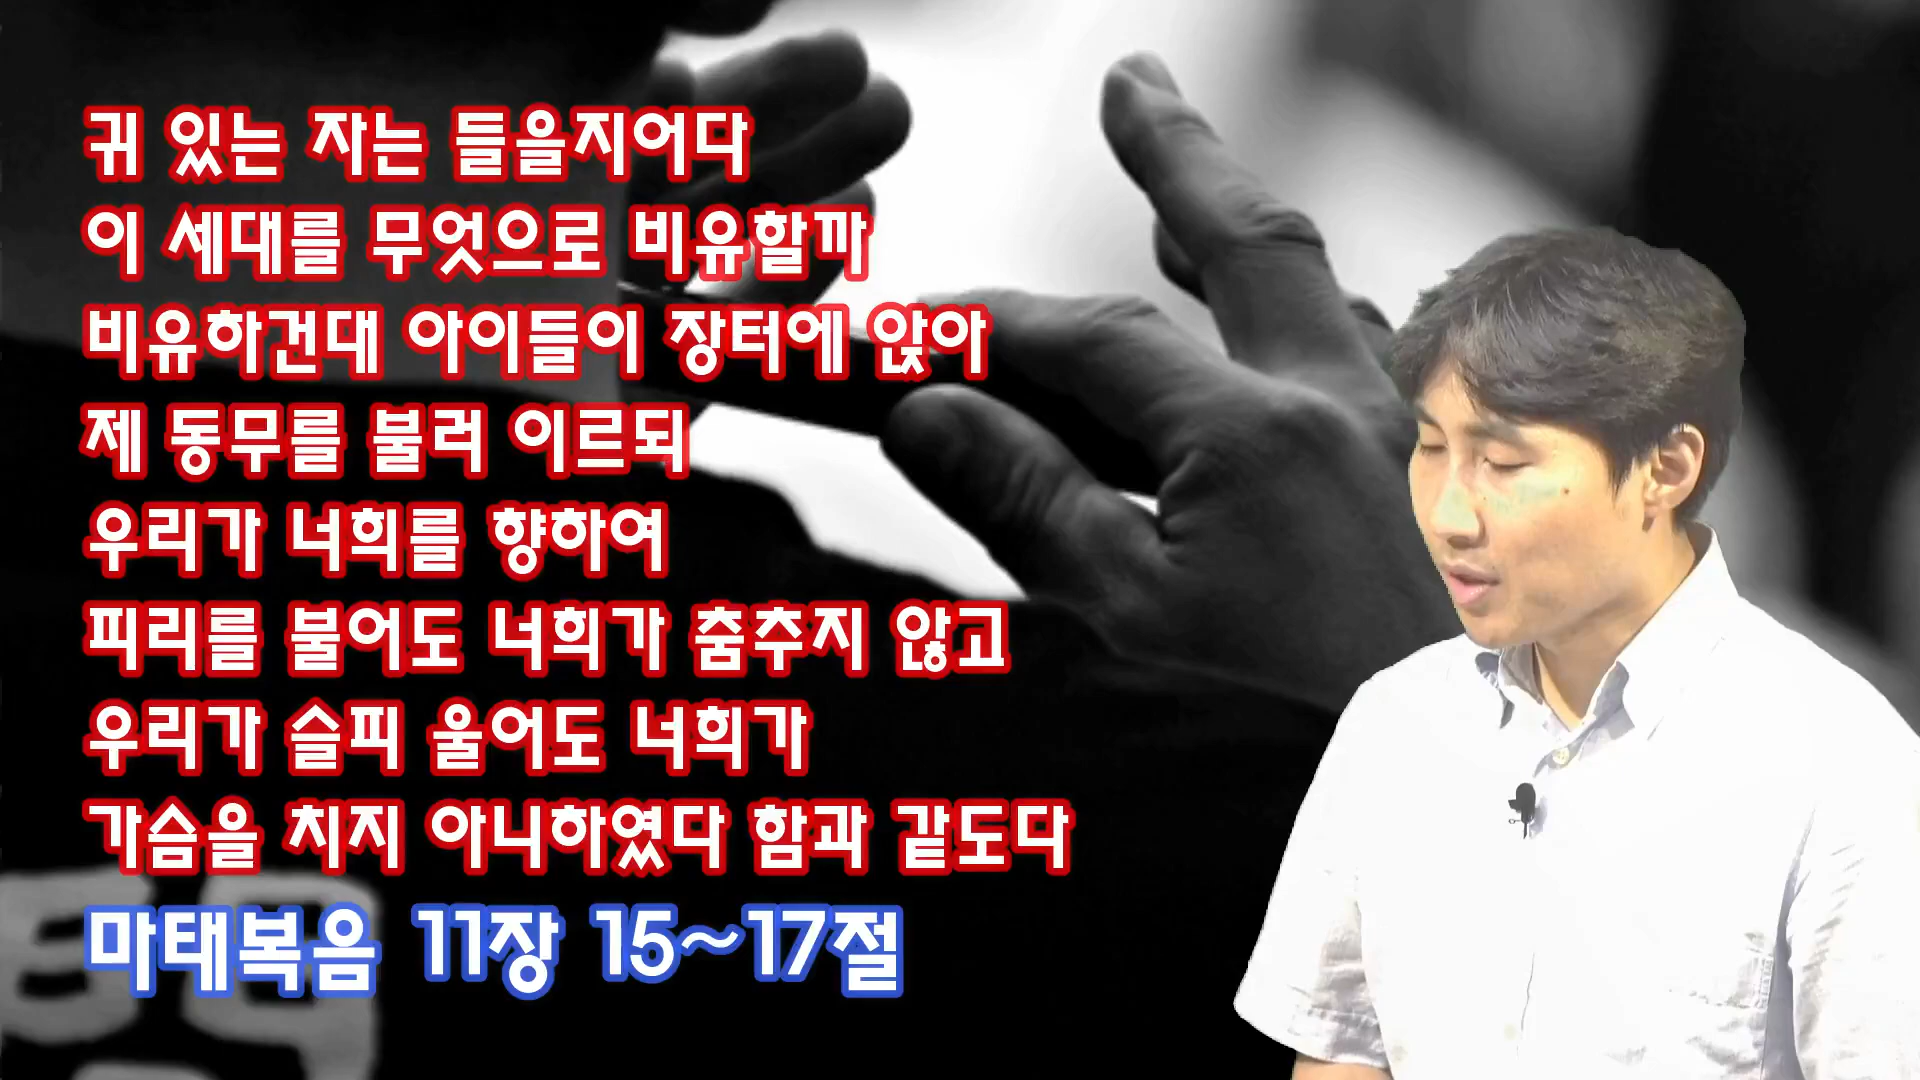 귀 있는 자는 들을지어다
이 세대를 무엇으로 비유할까
비유하건대 아이들이 장터에 앉아
제 동무를 불러 이르되
우리가 너희를 향하여
피리를 불어도 너희가 춤추지 않고
우리가 슬피 울어도 너희가
가슴을 치지 아니하였다 함과 같도다
마태복음 11장 15~17절